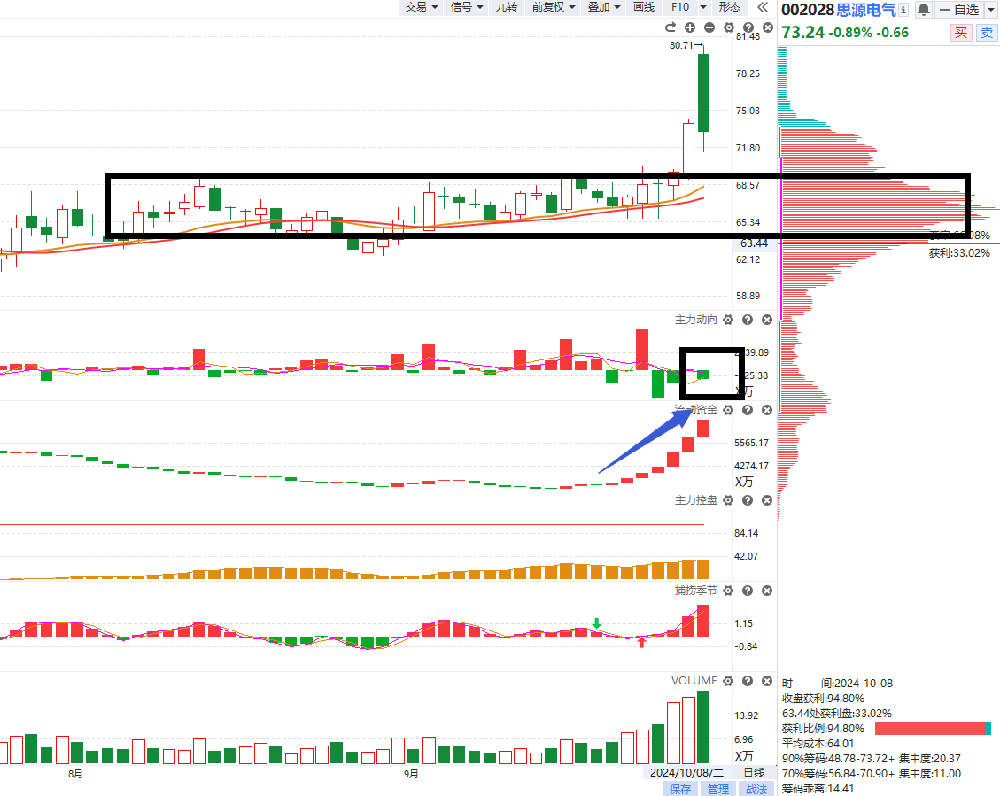 交易 信号 九转 前复权 叠加 画线 F10 形态
002028 思源电气 自选
73.24 -0.89% -0.66 买 卖
81.48
80.71
78.25
75.03
71.80
68.57
65.34
63.44
62.12
58.89
获利:33.02%
主力动向
25.38
X万
流动资金
5565.17
4274.17
X万
主力控盘
84.14
42.07
捕捞季节
1.15
-0.84
VOLUME
13.92
6.96
X万
8月 9月 2024/10/08/二 日线
保存 管理 战法
时 间:2024-10-08
收盘获利:94.80%
63.44处获利盘:33.02%
获利比例:94.80%
平均成本:64.01
90%筹码:48.78-73.72+ 集中度:20.37
70%筹码:56.84-70.90+ 集中度:11.00
筹码乖离:14.41